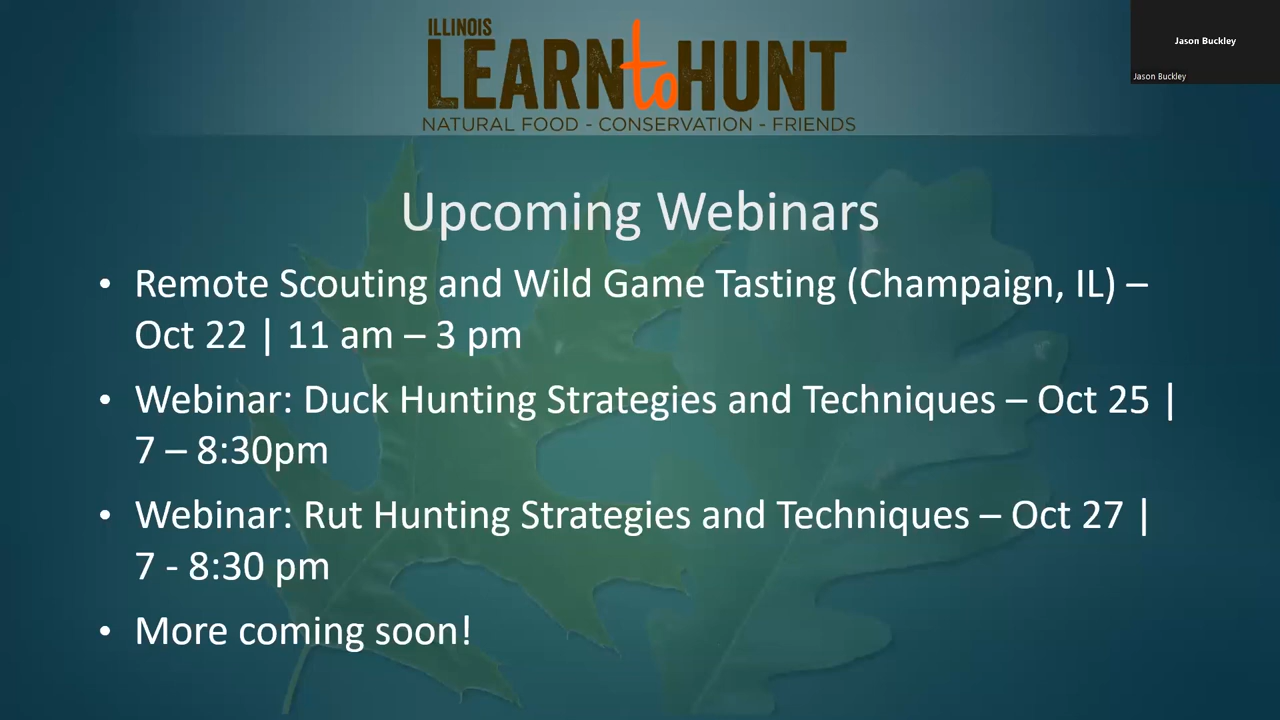 ILLINOIS
LEARN to HUNT
NATURAL FOOD - CONSERVATION - FRIENDS
Jason Buckley
Jason Buckley
Upcoming Webinars
• Remote Scouting and Wild Game Tasting (Champaign, IL) –
Oct 22 | 11 am – 3 pm
• Webinar: Duck Hunting Strategies and Techniques – Oct 25 |
7 – 8:30pm
• Webinar: Rut Hunting Strategies and Techniques – Oct 27 |
7 - 8:30 pm
• More coming soon!